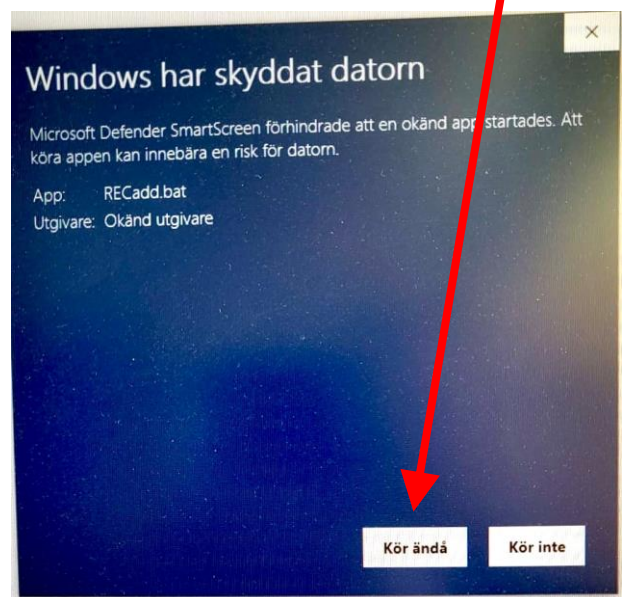 Windows har skyddat datorn
Microsoft Defender SmartScreen förhindrade att en okänd app startades. Att
köra appen kan innebära en risk för datorn.
App: RECadd.bat
Utgivare: Okänd utgivare
Kör ändå
Kör inte